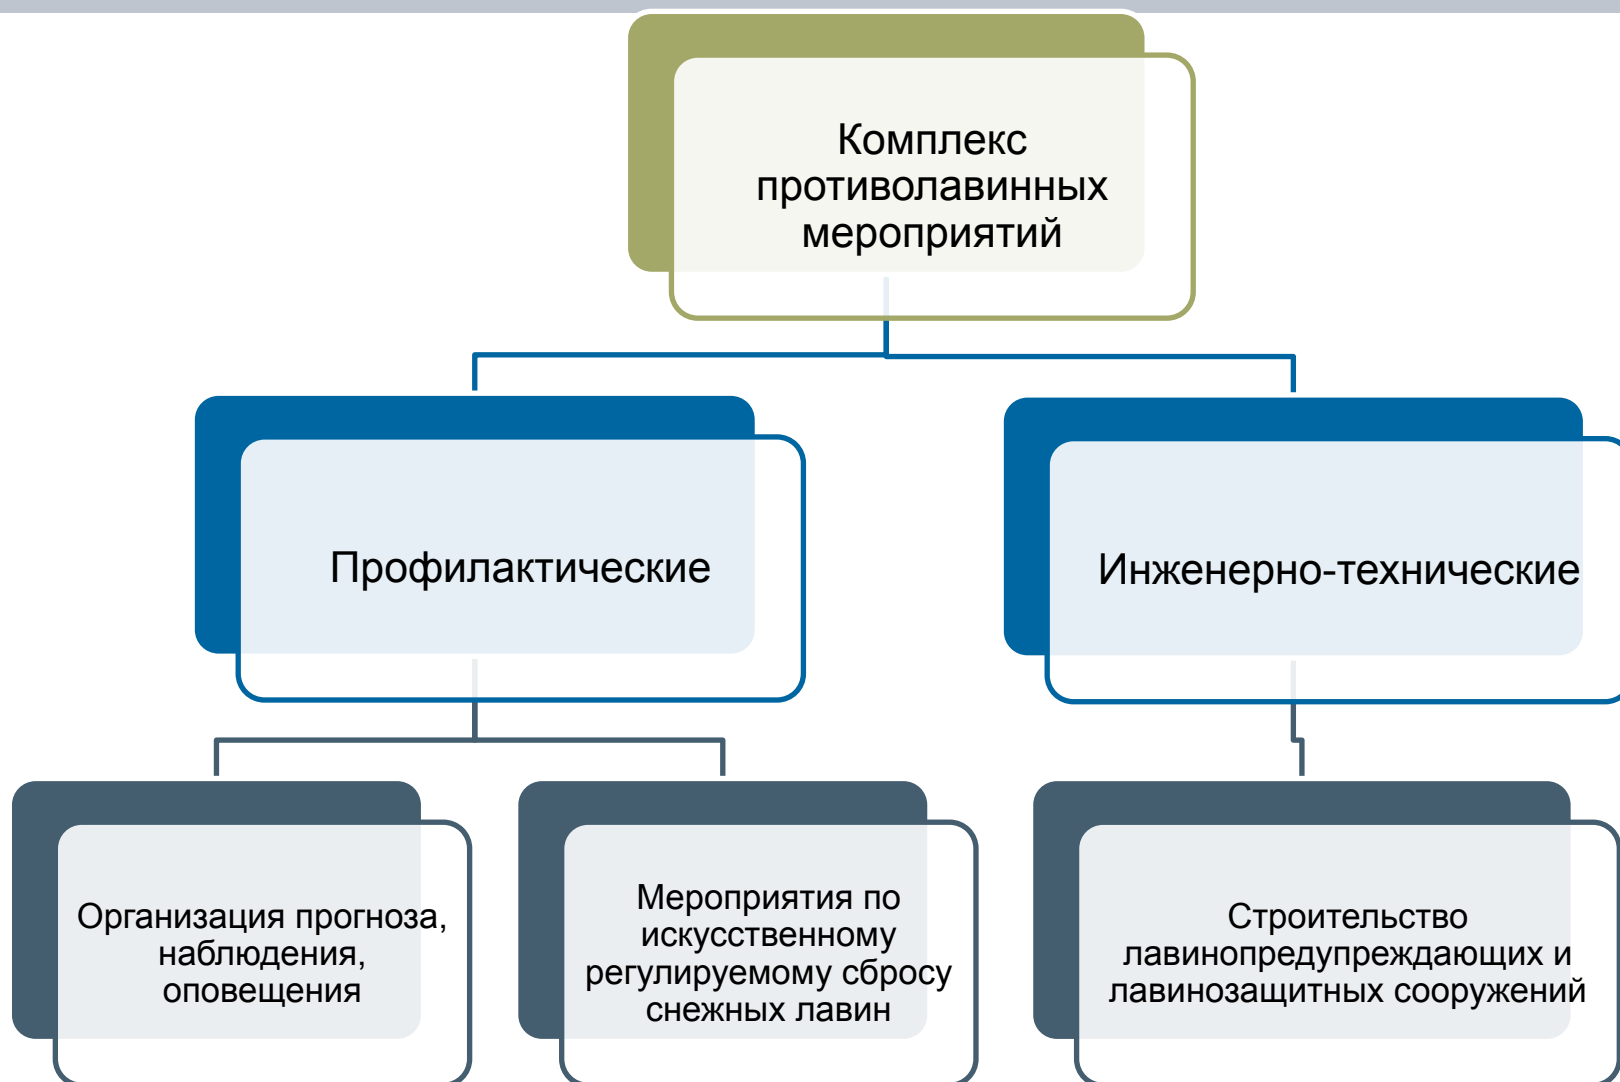 Комплекс
противолавинных
мероприятий
Профилактические
Инженерно-технические
Организация прогноза,
наблюдения,
оповещения
Мероприятия по
искусственному
регулируемому сбросу
снежных лавин
Строительство
лавинопредупреждающих и
лавинозащитных сооружений